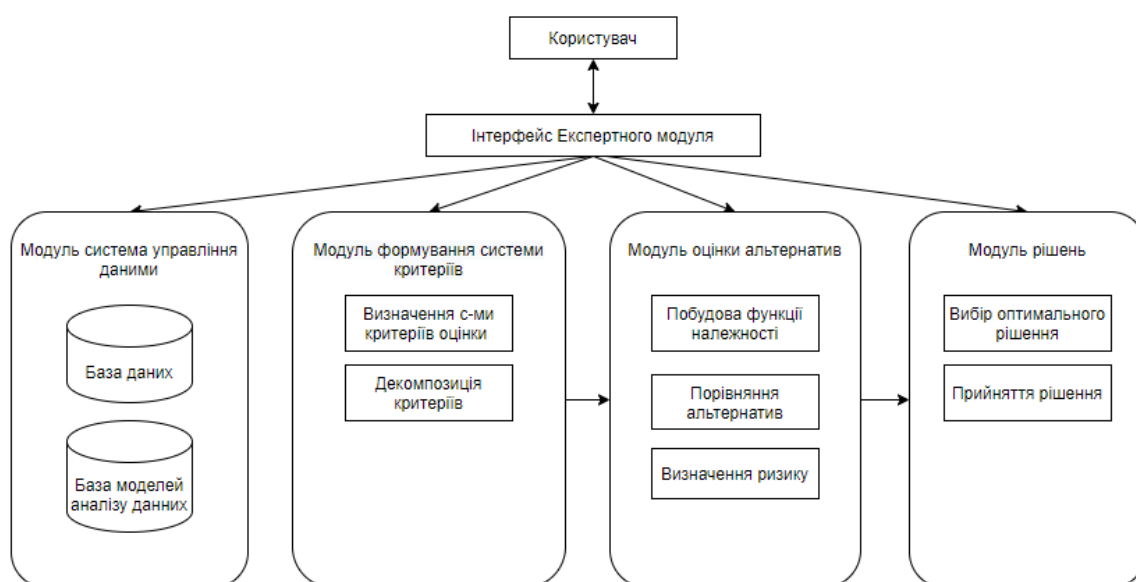 Користувач
Інтерфейс Експертного модуля
Модуль система управління
даними
База даних
База моделей
аналізу данних
Модуль формування системи
критеріїв
Визначення с-ми
критеріїв оцінки
Декомпозиція
критеріїв
Модуль оцінки альтернатив
Побудова функції
належності
Порівняння
альтернатив
Визначення ризику
Модуль рішень
Вибір оптимального
рішення
Прийняття рішення